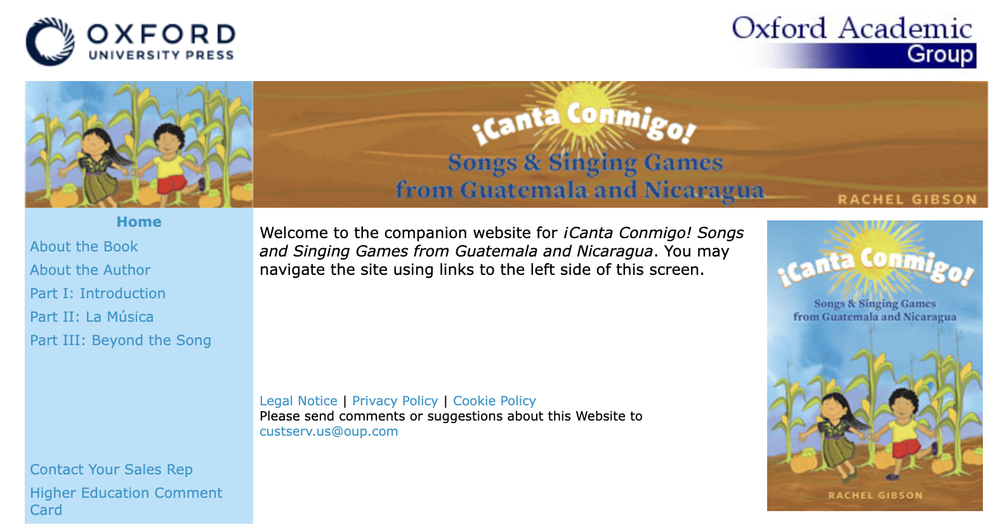 OXFORD
UNIVERSITY PRESS
Oxford Academic
Group
¡Canta Conmigo!
Songs & Singing Games
from Guatemala and Nicaragua
RACHEL GIBSON
Home
About the Book
About the Author
Part I: Introduction
Part II: La Música
Part III: Beyond the Song
Contact Your Sales Rep
Higher Education Comment
Card
Welcome to the companion website for ¡Canta Conmigo! Songs
and Singing Games from Guatemala and Nicaragua. You may
navigate the site using links to the left side of this screen.
Legal Notice | Privacy Policy | Cookie Policy
Please send comments or suggestions about this Website to
custserv.us@oup.com
¡Canta Conmigo!
Songs & Singing Games
from Guatemala and Nicaragua
RACHEL GIBSON